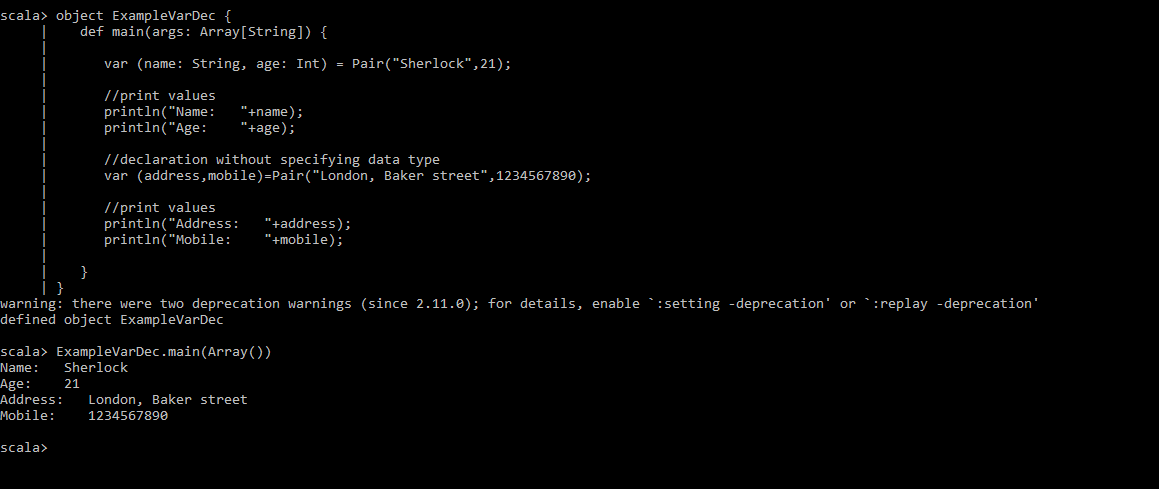 scala> object ExampleVarDec {
     |    def main(args: Array[String]) {
     |
     |       var (name: String, age: Int) = Pair("Sherlock",21);
     |
     |       //print values
     |       println("Name:   "+name);
     |       println("Age:    "+age);
     |
     |       //declaration without specifying data type
     |       var (address,mobile)=Pair("London, Baker street",1234567890);
     |
     |       //print values
     |       println("Address:   "+address);
     |       println("Mobile:    "+mobile);
     |
     |    }
     | }
warning: there were two deprecation warnings (since 2.11.0); for details, enable `:setting -deprecation' or `:replay -deprecation'
defined object ExampleVarDec

scala> ExampleVarDec.main(Array())
Name:   Sherlock
Age:    21
Address:   London, Baker street
Mobile:    1234567890

scala>